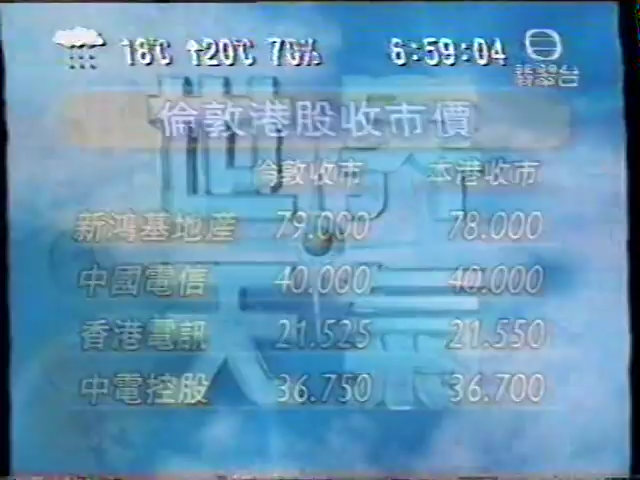 18℃ ↑20℃ 70% 6:59:04
翡翠台
倫敦港股收市價
倫敦收市 本港收市
新鴻基地產 79.000 78.000
中國電信 40.000 40.000
香港電訊 21.525 21.550
中電控股 36.750 36.700
天氣